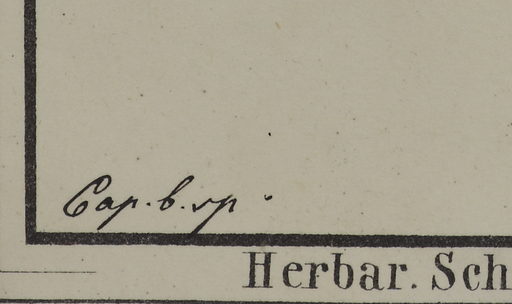 Cap. b. sp.
Herbar. Sch